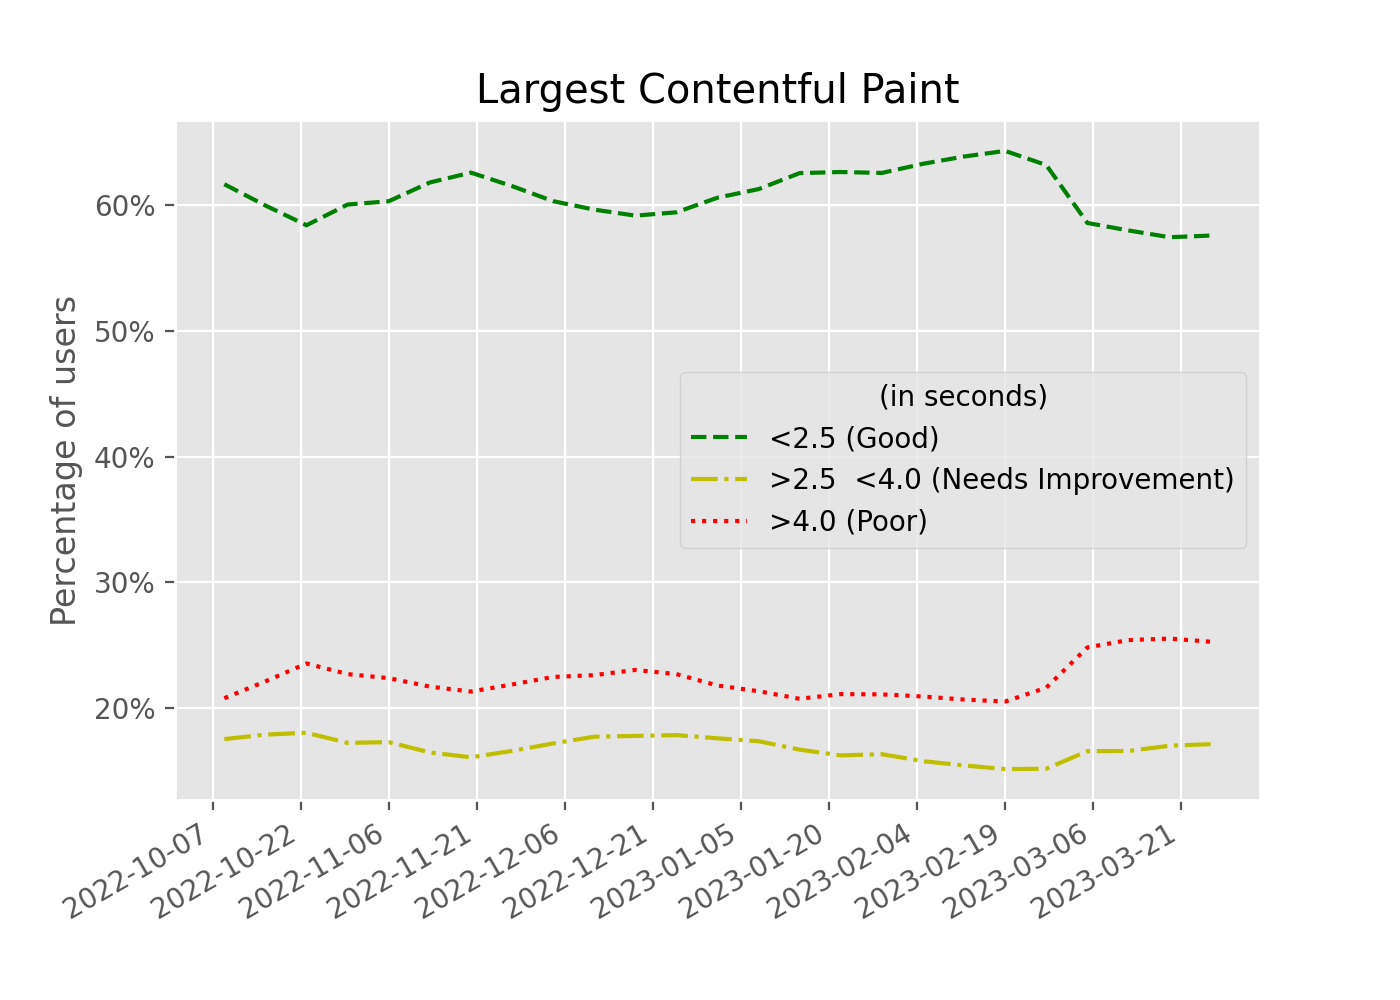 Largest Contentful Paint
Percentage of users
60%
50%
40%
30%
20%
(in seconds)
<2.5 (Good)
>2.5  <4.0 (Needs Improvement)
>4.0 (Poor)
2022-10-07
2022-10-22
2022-11-06
2022-11-21
2022-12-06
2022-12-21
2023-01-05
2023-01-20
2023-02-04
2023-02-19
2023-03-06
2023-03-21